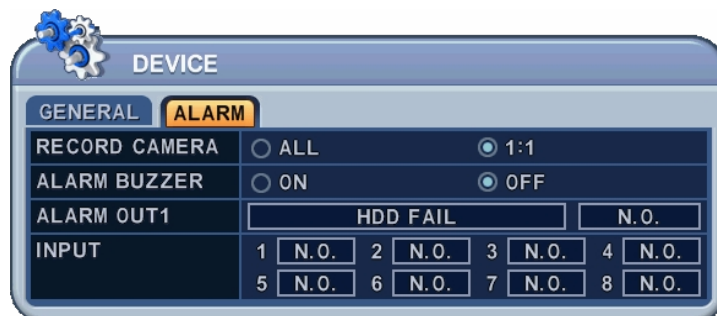 DEVICE
GENERAL ALARM
RECORD CAMERA ALL 1:1
ALARM BUZZER ON OFF
ALARM OUT1 HDD FAIL N.O.
INPUT 1 N.O. 2 N.O. 3 N.O. 4 N.O.
5 N.O. 6 N.O. 7 N.O. 8 N.O.